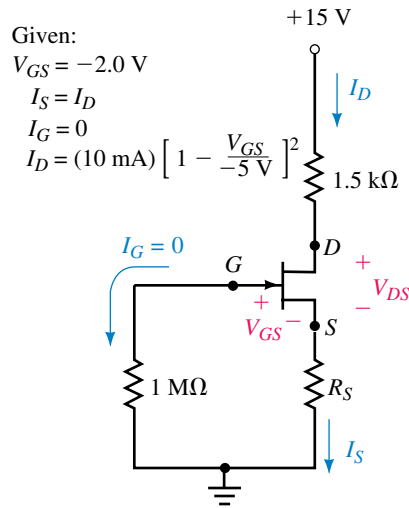 +15 V
Given:
V_GS = −2.0 V
I_S = I_D
I_G = 0
I_D = (10 mA) [ 1 − V_GS / −5 V ]^2
I_D
1.5 kΩ
I_G = 0
G
D
+
V_DS
−
+
V_GS −
S
1 MΩ
R_S
I_S